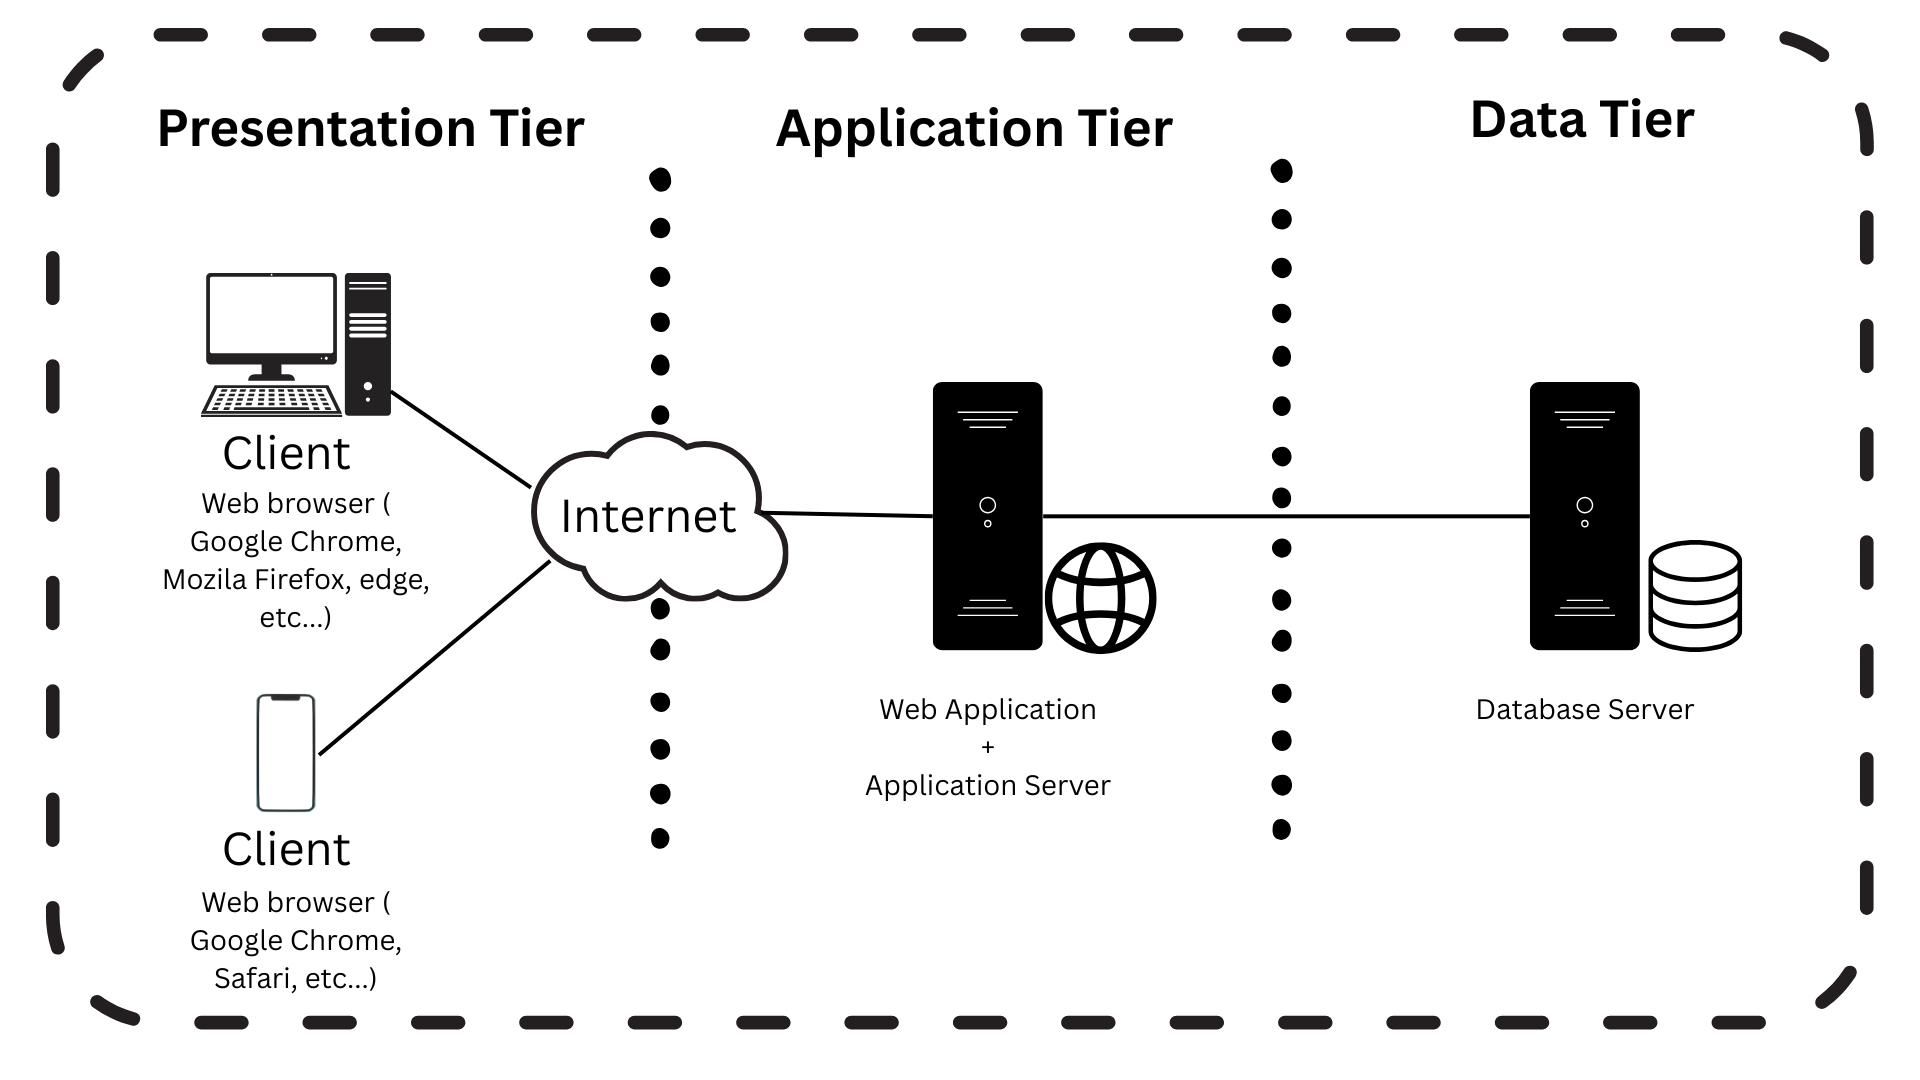 Presentation Tier
Application Tier
Data Tier
Client
Web browser (
Google Chrome,
Mozila Firefox, edge,
etc...)
Internet
Client
Web browser (
Google Chrome,
Safari, etc...)
Web Application
+
Application Server
Database Server